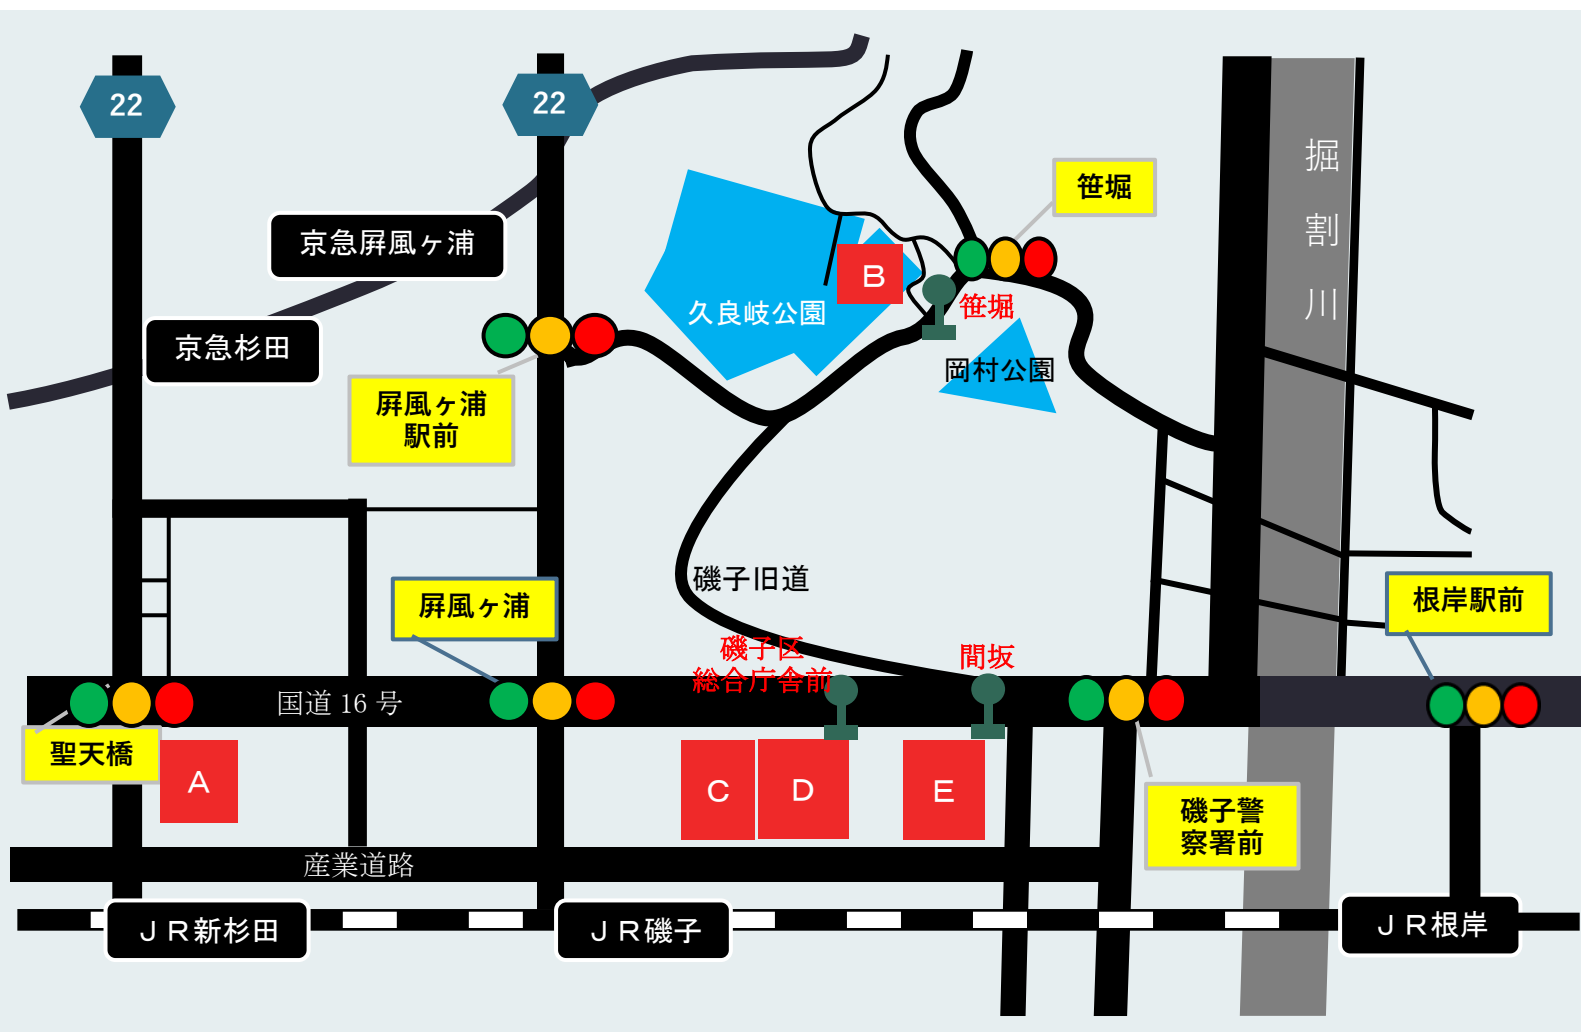 22
22
掘
割
川
笹堀
京急屛風ヶ浦
B
久良岐公園
笹堀
京急杉田
岡村公園
屛風ヶ浦
駅前
磯子旧道
屛風ヶ浦
根岸駅前
磯子区
総合庁舎前
間坂
国道 16 号
聖天橋
A
C
D
E
磯子警
察署前
産業道路
ＪＲ新杉田
ＪＲ磯子
ＪＲ根岸